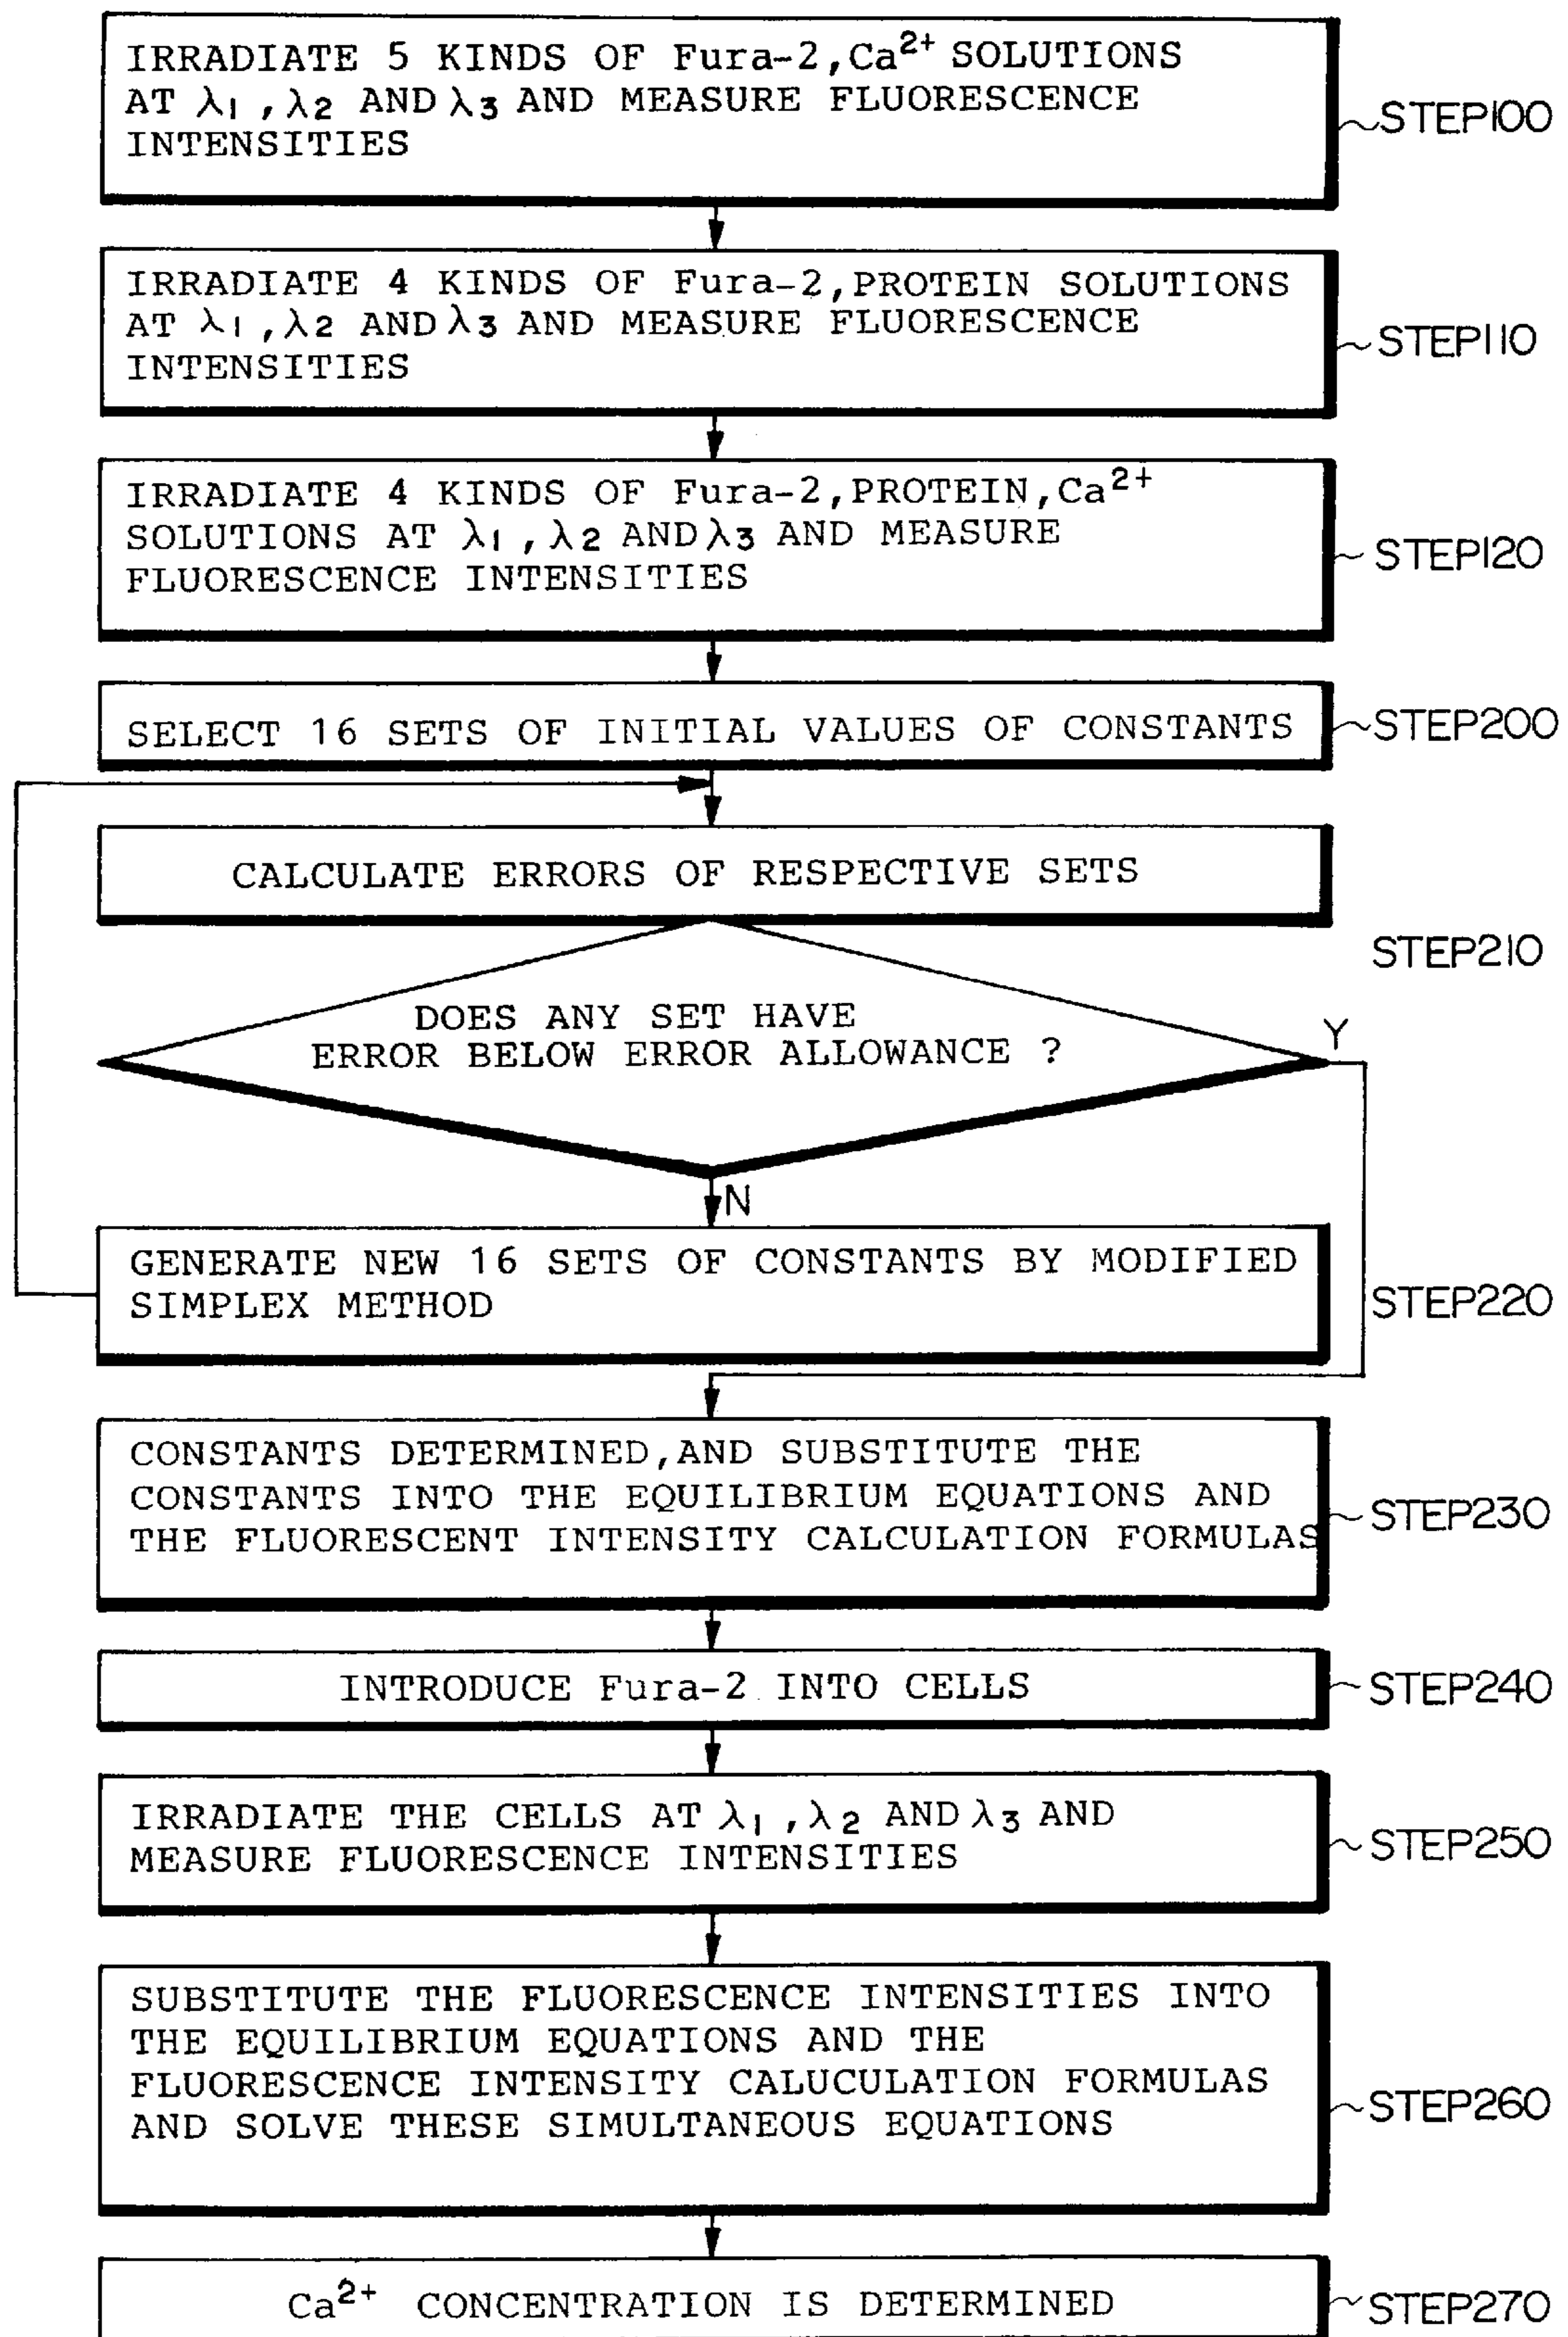 IRRADIATE 5 KINDS OF Fura-2,Ca²⁺ SOLUTIONS
AT λ1 ,λ2 AND λ3 AND MEASURE FLUORESCENCE
INTENSITIES
STEP100
IRRADIATE 4 KINDS OF Fura-2,PROTEIN SOLUTIONS
AT λ1 ,λ2 AND λ3 AND MEASURE FLUORESCENCE
INTENSITIES
STEP110
IRRADIATE 4 KINDS OF Fura-2,PROTEIN,Ca²⁺
SOLUTIONS AT λ1 ,λ2 AND λ3 AND MEASURE
FLUORESCENCE INTENSITIES
STEP120
SELECT 16 SETS OF INITIAL VALUES OF CONSTANTS
STEP200
CALCULATE ERRORS OF RESPECTIVE SETS
STEP210
DOES ANY SET HAVE
ERROR BELOW ERROR ALLOWANCE ?
Y
N
GENERATE NEW 16 SETS OF CONSTANTS BY MODIFIED
SIMPLEX METHOD
STEP220
CONSTANTS DETERMINED,AND SUBSTITUTE THE
CONSTANTS INTO THE EQUILIBRIUM EQUATIONS AND
THE FLUORESCENT INTENSITY CALCULATION FORMULAS
STEP230
INTRODUCE Fura-2 INTO CELLS
STEP240
IRRADIATE THE CELLS AT λ1 ,λ2 AND λ3 AND
MEASURE FLUORESCENCE INTENSITIES
STEP250
SUBSTITUTE THE FLUORESCENCE INTENSITIES INTO
THE EQUILIBRIUM EQUATIONS AND THE
FLUORESCENCE INTENSITY CALUCULATION FORMULAS
AND SOLVE THESE SIMULTANEOUS EQUATIONS
STEP260
Ca²⁺ CONCENTRATION IS DETERMINED
STEP270